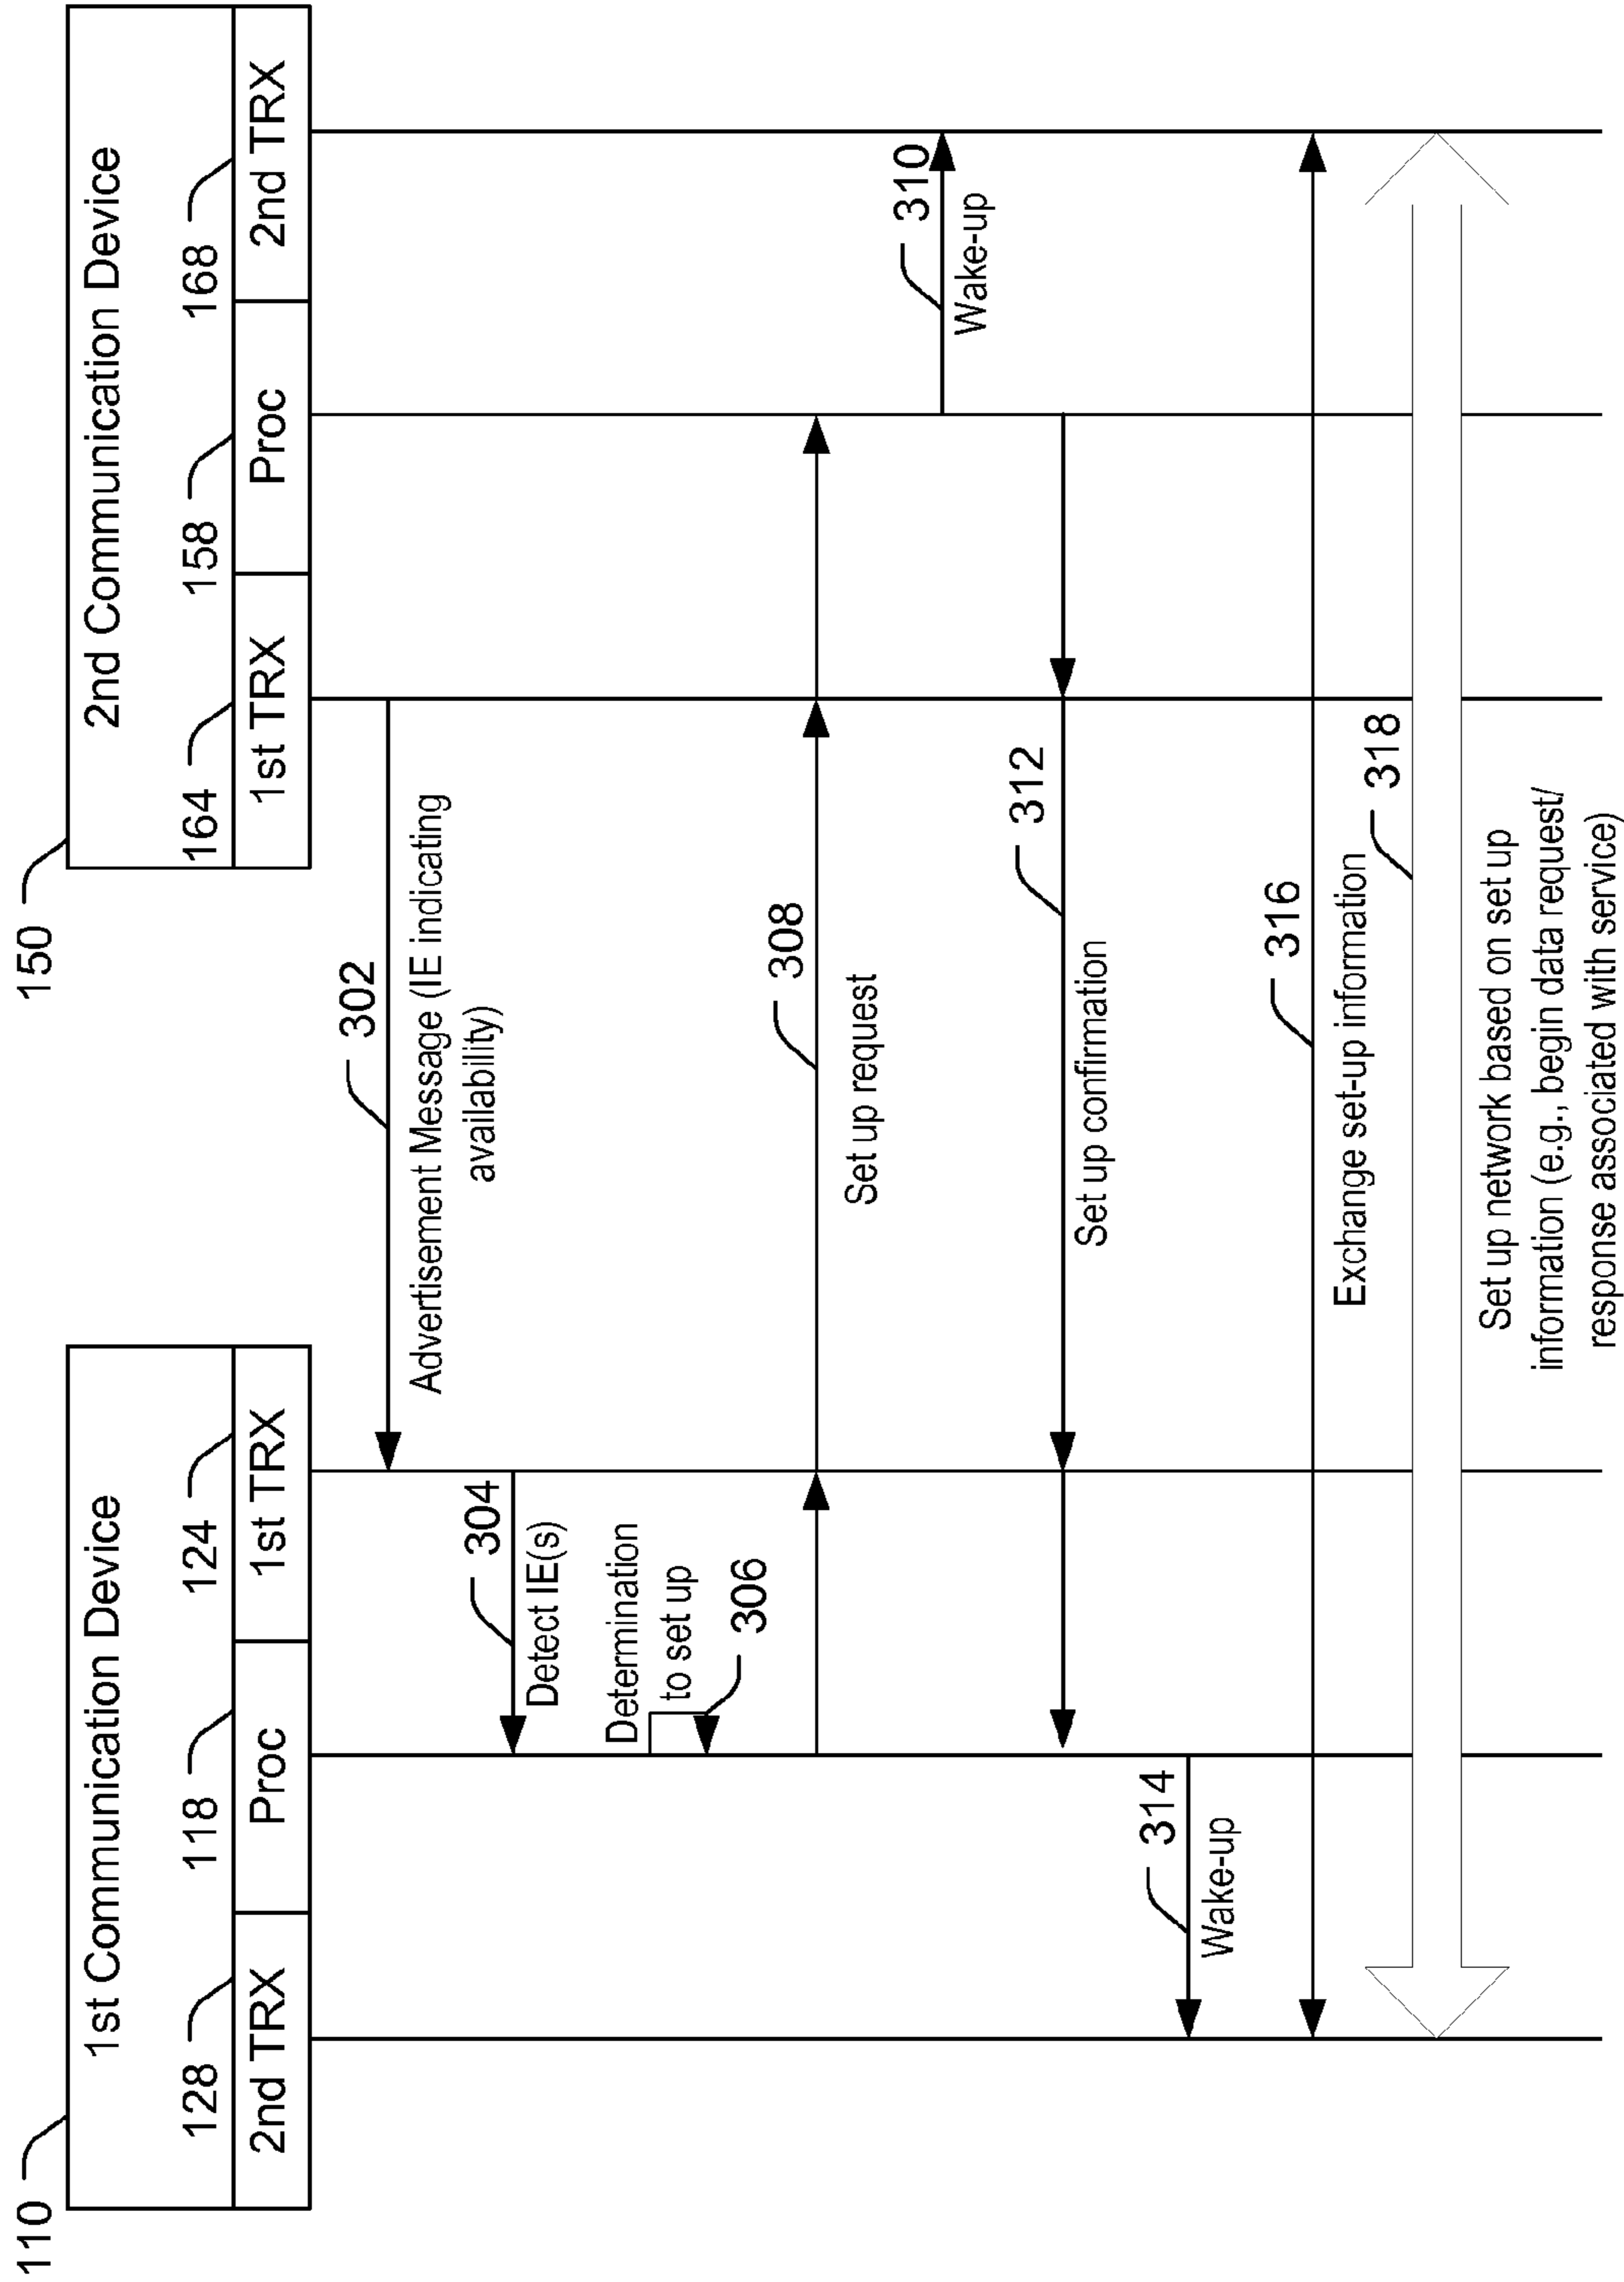 110
150
1st Communication Device
2nd Communication Device
128
118
124
164
158
168
2nd TRX
Proc
1st TRX
1st TRX
Proc
2nd TRX
302
Advertisement Message (IE indicating
availability)
304
Detect IE(s)
Determination
to set up
306
308
Set up request
310
Wake-up
312
Set up confirmation
314
Wake-up
316
Exchange set-up information
318
Set up network based on set up
information (e.g., begin data request/
response associated with service)